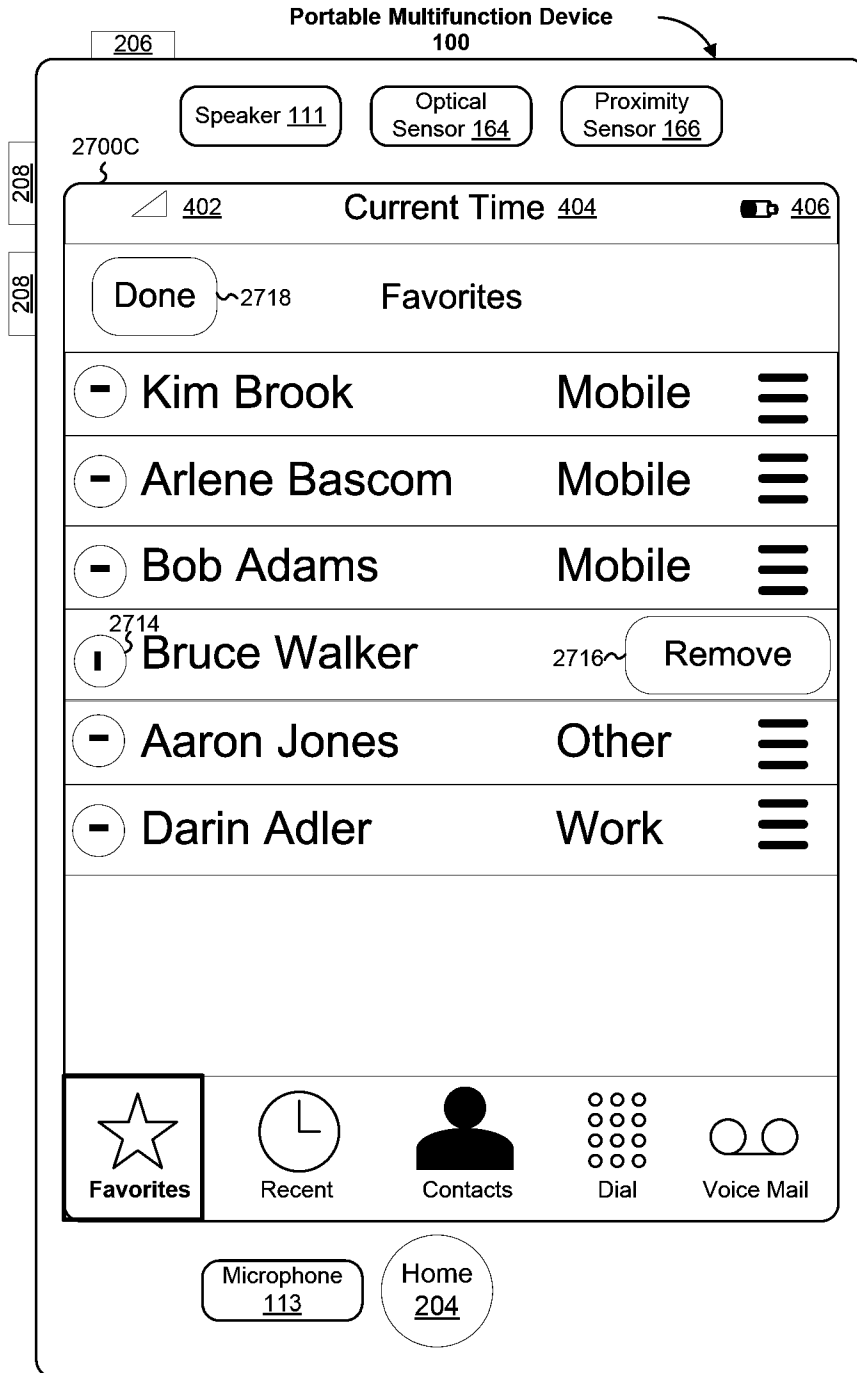 Portable Multifunction Device
100
206
Speaker 111
Optical
Sensor 164
Proximity
Sensor 166
2700C
208
208
402
Current Time 404
406
Done
2718
Favorites
- Kim Brook Mobile
- Arlene Bascom Mobile
- Bob Adams Mobile
2714
Bruce Walker
2716
Remove
- Aaron Jones Other
- Darin Adler Work
Favorites
Recent
Contacts
Dial
Voice Mail
Microphone
113
Home
204